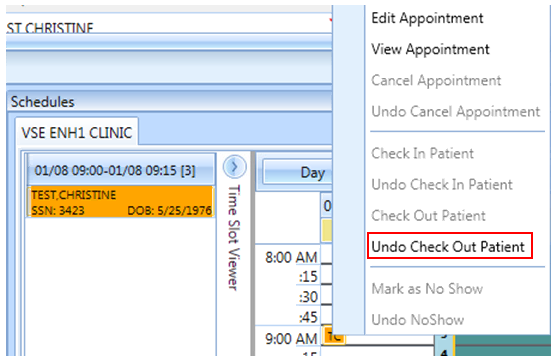 ST CHRISTINE
Edit Appointment
View Appointment
Cancel Appointment
Undo Cancel Appointment
Check In Patient
Undo Check In Patient
Check Out Patient
Undo Check Out Patient
Mark as No Show
Undo NoShow
Schedules
VSE ENH1 CLINIC
01/08 09:00-01/08 09:15 [3]
TEST,CHRISTINE
SSN: 3423 DOB: 5/25/1976
Time Slot Viewer
Day
0
8:00 AM
:15
:30
:45
9:00 AM TC
:15
4